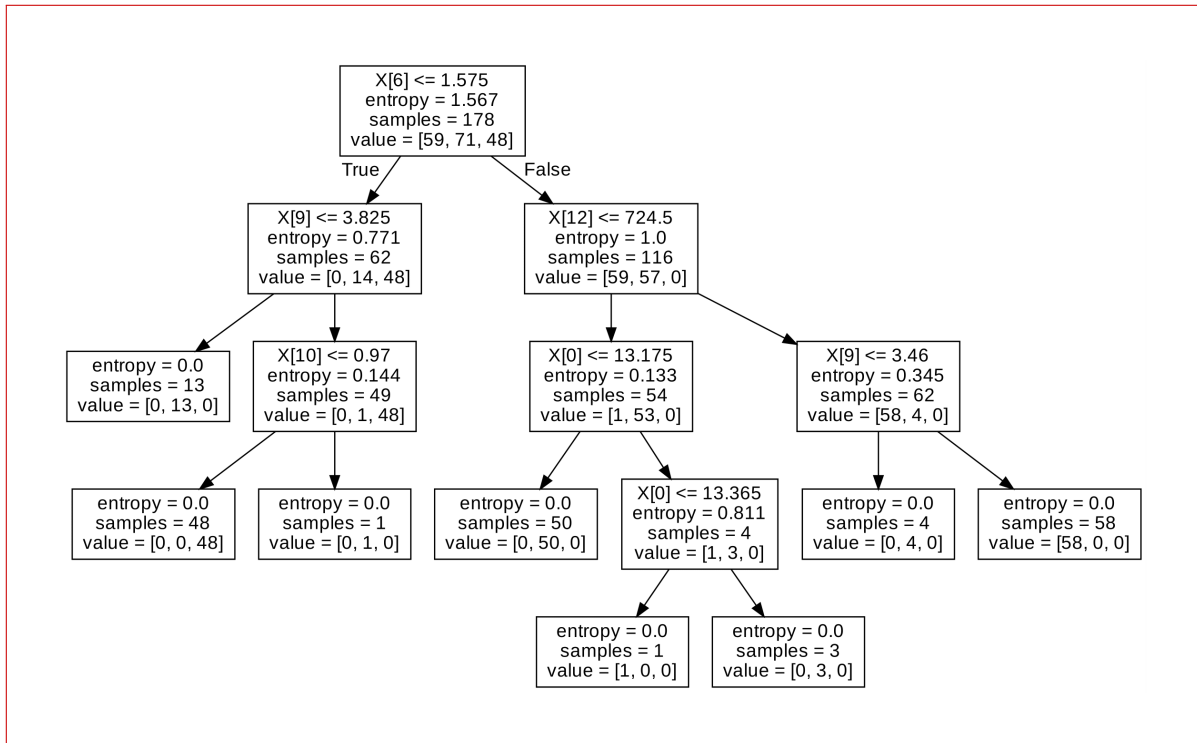 X[6] <= 1.575
entropy = 1.567
samples = 178
value = [59, 71, 48]
True
False
X[9] <= 3.825
entropy = 0.771
samples = 62
value = [0, 14, 48]
X[12] <= 724.5
entropy = 1.0
samples = 116
value = [59, 57, 0]
entropy = 0.0
samples = 13
value = [0, 13, 0]
X[10] <= 0.97
entropy = 0.144
samples = 49
value = [0, 1, 48]
X[0] <= 13.175
entropy = 0.133
samples = 54
value = [1, 53, 0]
X[9] <= 3.46
entropy = 0.345
samples = 62
value = [58, 4, 0]
entropy = 0.0
samples = 48
value = [0, 0, 48]
entropy = 0.0
samples = 1
value = [0, 1, 0]
entropy = 0.0
samples = 50
value = [0, 50, 0]
X[0] <= 13.365
entropy = 0.811
samples = 4
value = [1, 3, 0]
entropy = 0.0
samples = 4
value = [0, 4, 0]
entropy = 0.0
samples = 58
value = [58, 0, 0]
entropy = 0.0
samples = 1
value = [1, 0, 0]
entropy = 0.0
samples = 3
value = [0, 3, 0]